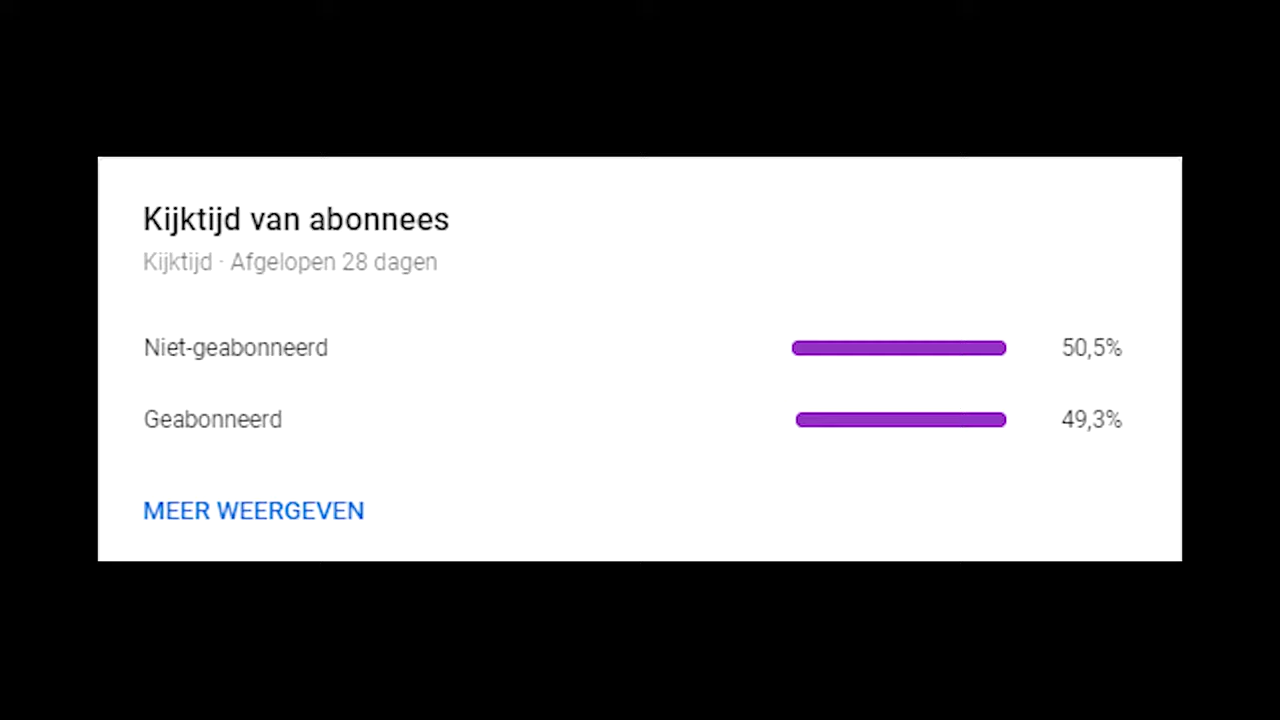 Kijktijd van abonnees
Kijktijd · Afgelopen 28 dagen
Niet-geabonneerd 50,5%
Geabonneerd 49,3%
MEER WEERGEVEN